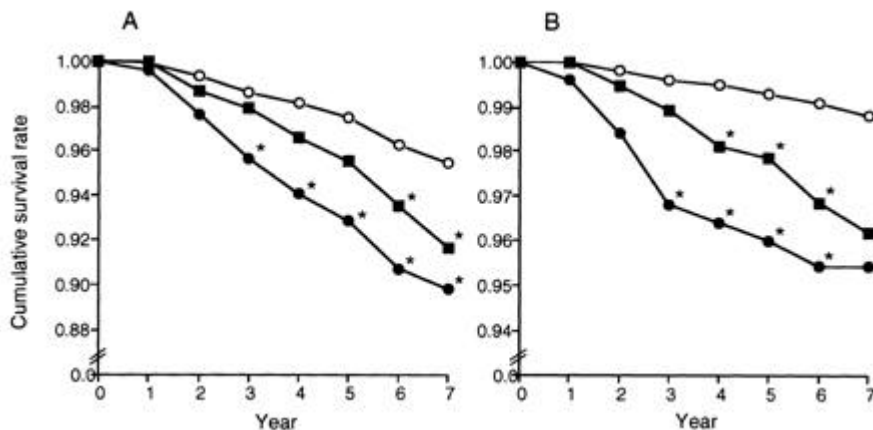 A
B
Cumulative survival rate
1.00
0.98
0.96
0.94
0.92
0.90
0.88
0.0
0 1 2 3 4 5 6 7
Year
* * * * * * *
1.00
0.99
0.98
0.97
0.96
0.95
0.94
0.0
0 1 2 3 4 5 6 7
Year
* * * * * * *